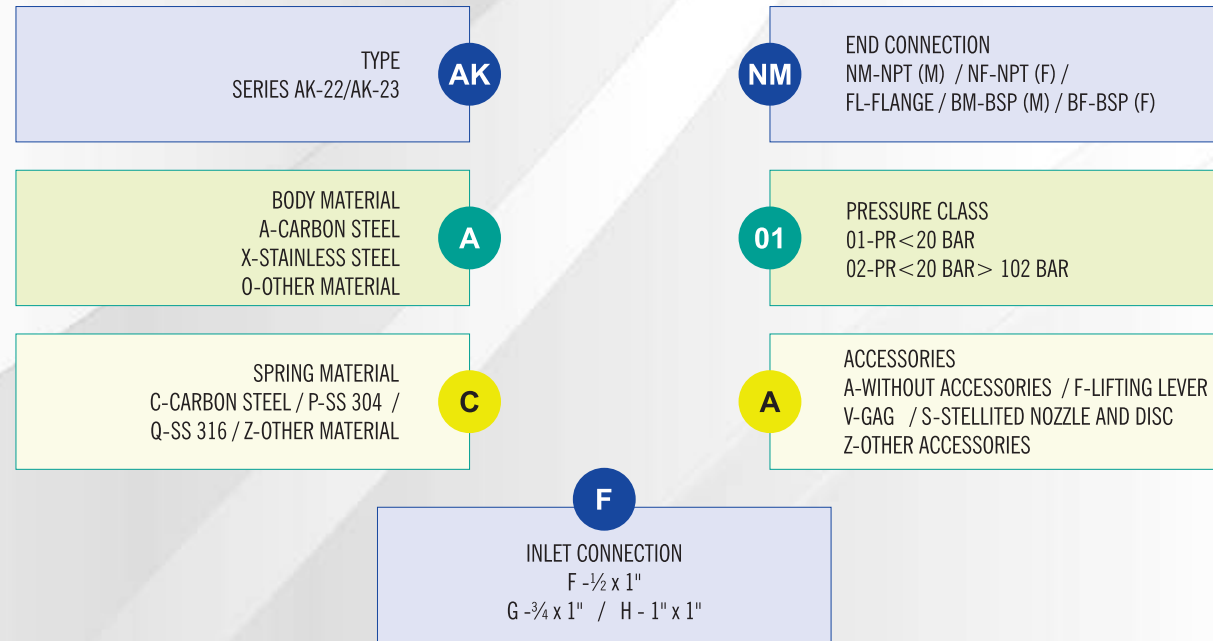 TYPE
SERIES AK-22/AK-23
AK
BODY MATERIAL
A-CARBON STEEL
X-STAINLESS STEEL
O-OTHER MATERIAL
A
SPRING MATERIAL
C-CARBON STEEL / P-SS 304 /
Q-SS 316 / Z-OTHER MATERIAL
C
NM
END CONNECTION
NM-NPT (M) / NF-NPT (F) /
FL-FLANGE / BM-BSP (M) / BF-BSP (F)
01
PRESSURE CLASS
01-PR<20 BAR
02-PR<20 BAR> 102 BAR
A
ACCESSORIES
A-WITHOUT ACCESSORIES / F-LIFTING LEVER
V-GAG / S-STELLITED NOZZLE AND DISC
Z-OTHER ACCESSORIES
F
INLET CONNECTION
F -½ x 1"
G -¾ x 1" / H - 1" x 1"